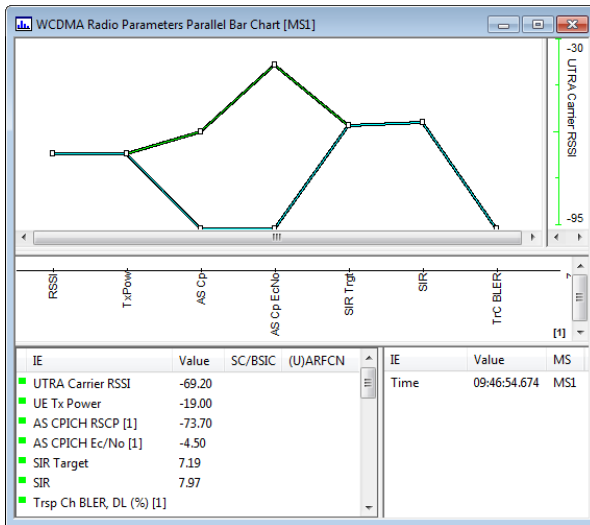 WCDMA Radio Parameters Parallel Bar Chart [MS1]
-30
UTRA Carrier RSSI
-95
RSSI
TxPow
AS Cp
AS Cp EcNo
SIR Trgt
SIR
TrC BLER
[1]
IE Value SC/BSIC (U)ARFCN
UTRA Carrier RSSI -69.20
UE Tx Power -19.00
AS CPICH RSCP [1] -73.70
AS CPICH Ec/No [1] -4.50
SIR Target 7.19
SIR 7.97
Trsp Ch BLER, DL (%) [1]
IE Value MS
Time 09:46:54.674 MS1